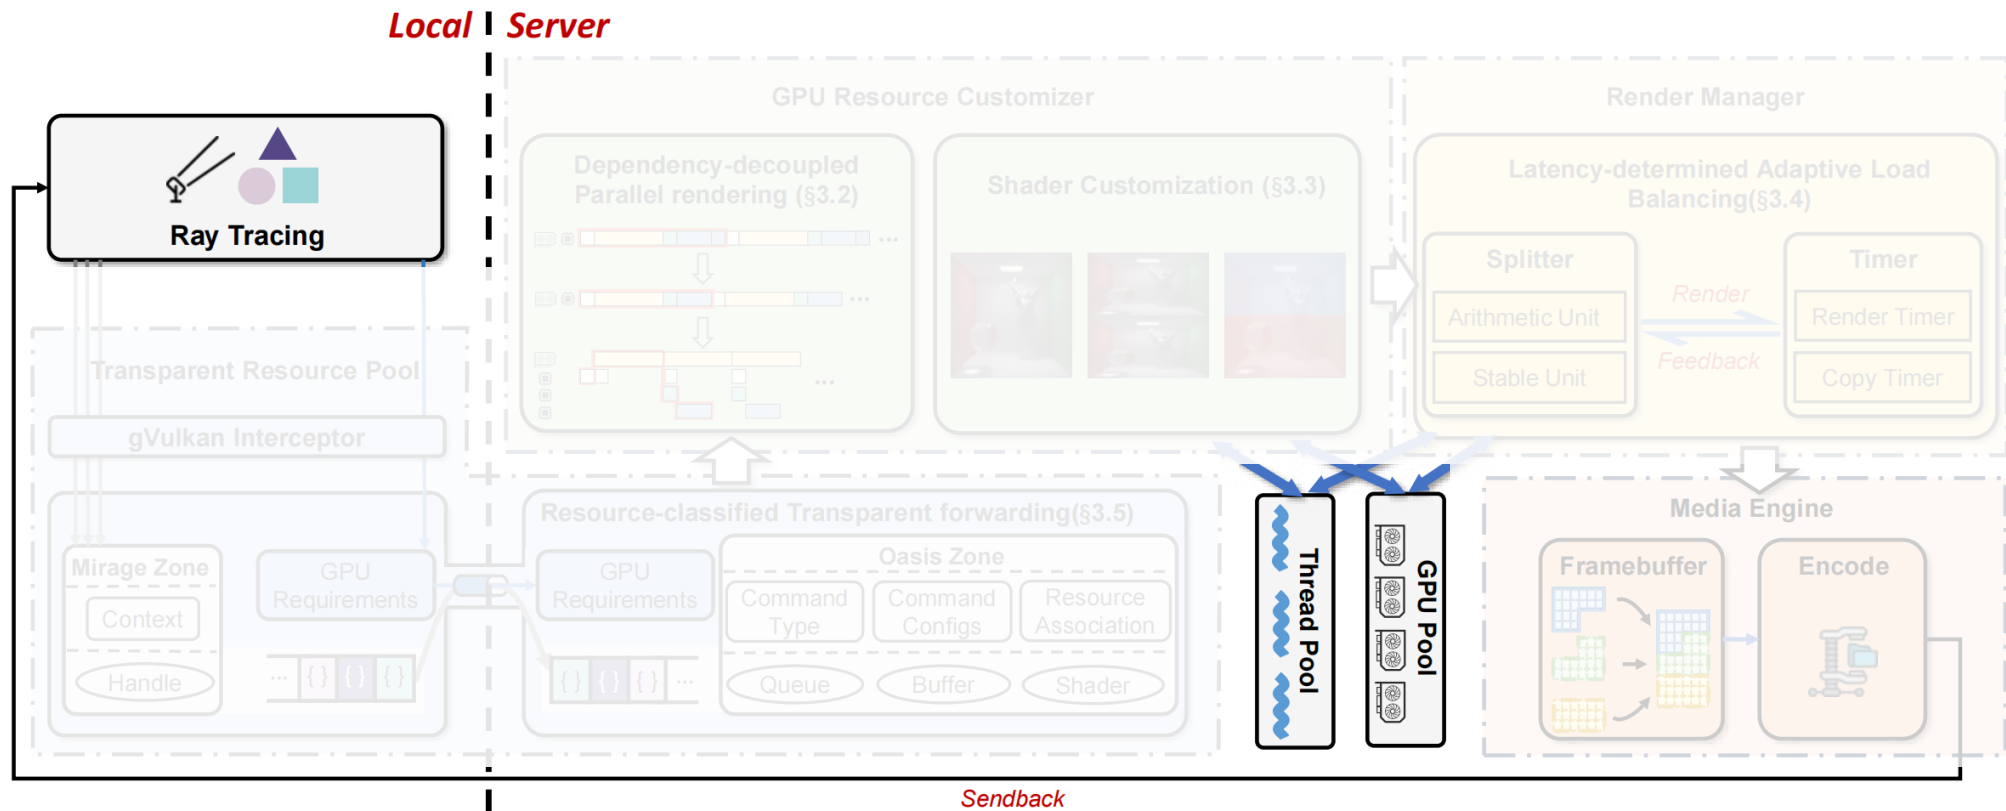 Local
Server
GPU Resource Customizer
Render Manager
Ray Tracing
Dependency-decoupled
Parallel rendering (§3.2)
...
...
...
Shader Customization (§3.3)
Latency-determined Adaptive Load
Balancing(§3.4)
Splitter
Arithmetic Unit
Stable Unit
Render
Feedback
Timer
Render Timer
Copy Timer
Transparent Resource Pool
gVulkan Interceptor
Mirage Zone
Context
Handle
GPU
Requirements
... { } { } { }
Resource-classified Transparent forwarding(§3.5)
GPU
Requirements
{ } { } { } ...
Oasis Zone
Command
Type
Command
Configs
Resource
Association
Queue
Buffer
Shader
Thread Pool
GPU Pool
Media Engine
Framebuffer
Encode
Sendback